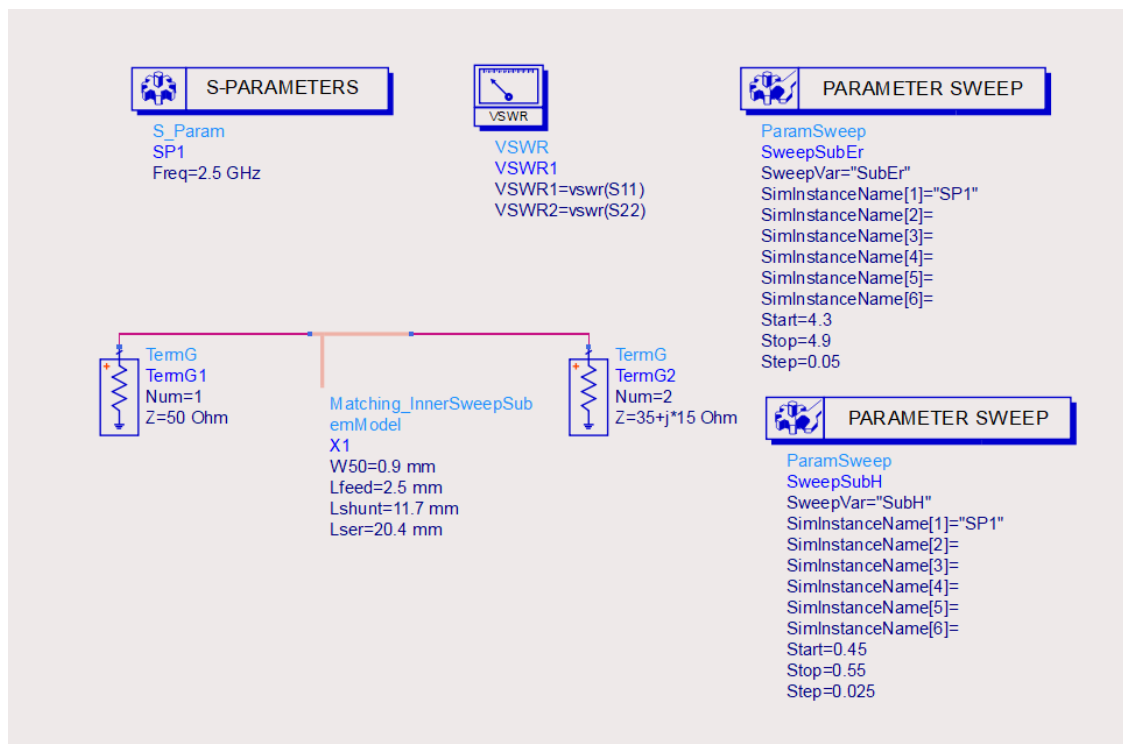 S-PARAMETERS
S_Param
SP1
Freq=2.5 GHz
VSWR
VSWR
VSWR1
VSWR1=vswr(S11)
VSWR2=vswr(S22)
PARAMETER SWEEP
ParamSweep
SweepSubEr
SweepVar="SubEr"
SimInstanceName[1]="SP1"
SimInstanceName[2]=
SimInstanceName[3]=
SimInstanceName[4]=
SimInstanceName[5]=
SimInstanceName[6]=
Start=4.3
Stop=4.9
Step=0.05
TermG
TermG1
Num=1
Z=50 Ohm
Matching_InnerSweepSub
emModel
X1
W50=0.9 mm
Lfeed=2.5 mm
Lshunt=11.7 mm
Lser=20.4 mm
TermG
TermG2
Num=2
Z=35+j*15 Ohm
PARAMETER SWEEP
ParamSweep
SweepSubH
SweepVar="SubH"
SimInstanceName[1]="SP1"
SimInstanceName[2]=
SimInstanceName[3]=
SimInstanceName[4]=
SimInstanceName[5]=
SimInstanceName[6]=
Start=0.45
Stop=0.55
Step=0.025